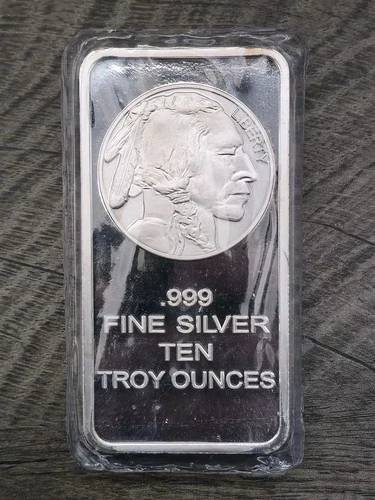 LIBERTY
.999
FINE SILVER
TEN
TROY OUNCES